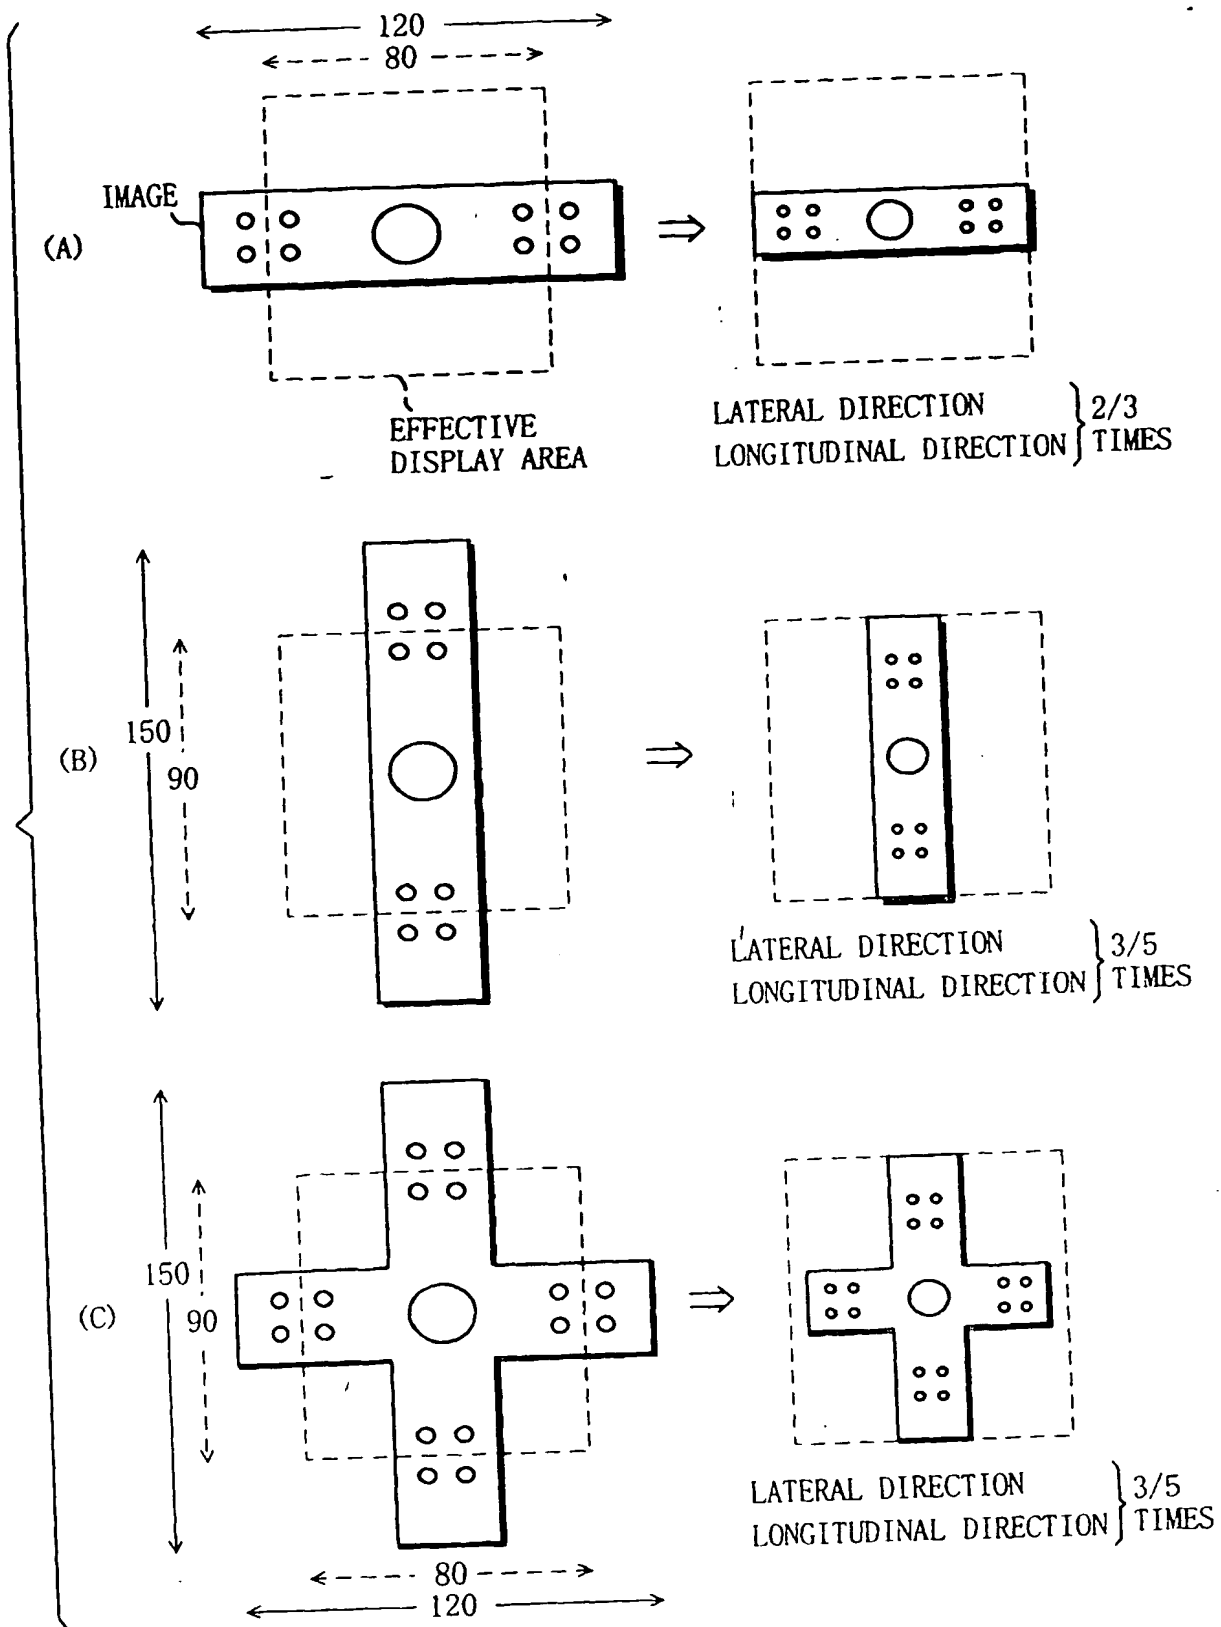 120
80
IMAGE
(A)
EFFECTIVE
DISPLAY AREA
LATERAL DIRECTION
LONGITUDINAL DIRECTION
2/3
TIMES
150
90
(B)
LATERAL DIRECTION
LONGITUDINAL DIRECTION
3/5
TIMES
150
90
(C)
80
120
LATERAL DIRECTION
LONGITUDINAL DIRECTION
3/5
TIMES